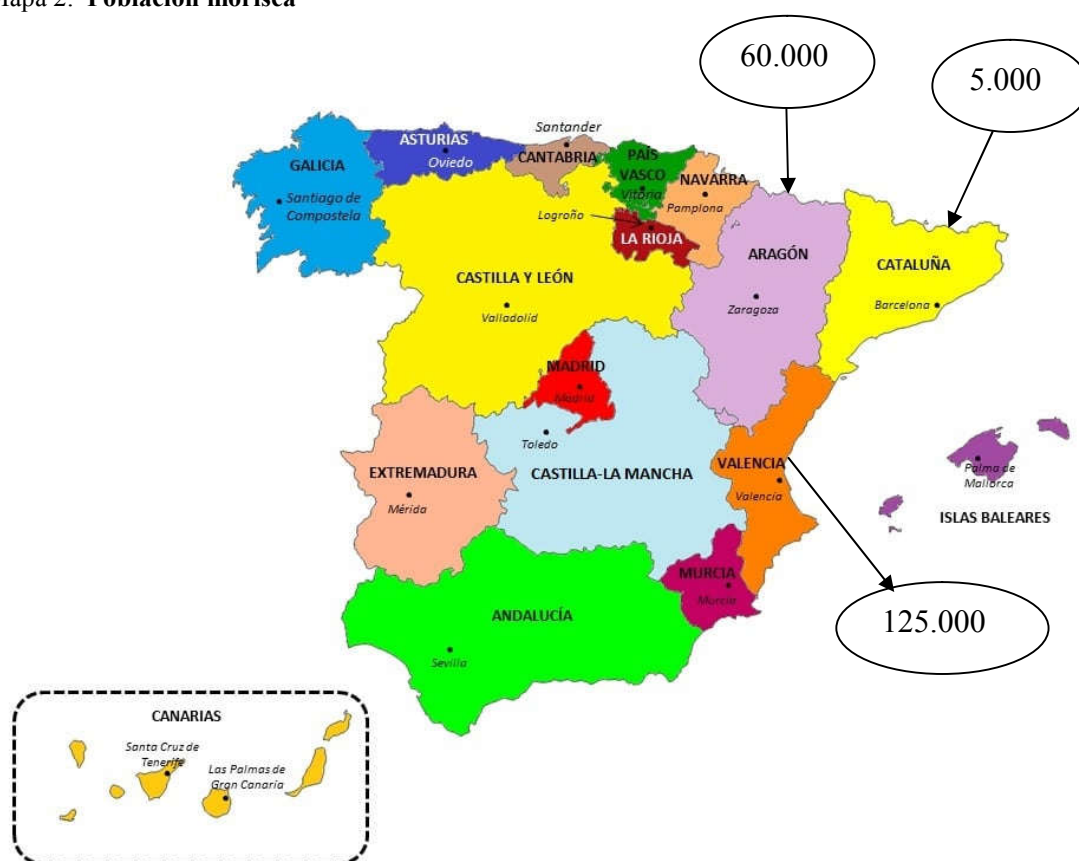 Mapa 2. Población morisca
60.000
5.000
Santander
ASTURIAS
Oviedo
CANTABRIA
PAÍS
VASCO
Vitoria
GALICIA
NAVARRA
Santiago de
Compostela
Pamplona
Logroño
LA RIOJA
ARAGÓN
CATALUÑA
CASTILLA Y LEÓN
Zaragoza
Barcelona
Valladolid
MADRID
Madrid
Toledo
EXTREMADURA
CASTILLA-LA MANCHA
VALENCIA
Palma de
Mallorca
Mérida
Valencia
ISLAS BALEARES
MURCIA
Murcia
ANDALUCÍA
125.000
Sevilla
CANARIAS
Santa Cruz de
Tenerife
Las Palmas de
Gran Canaria